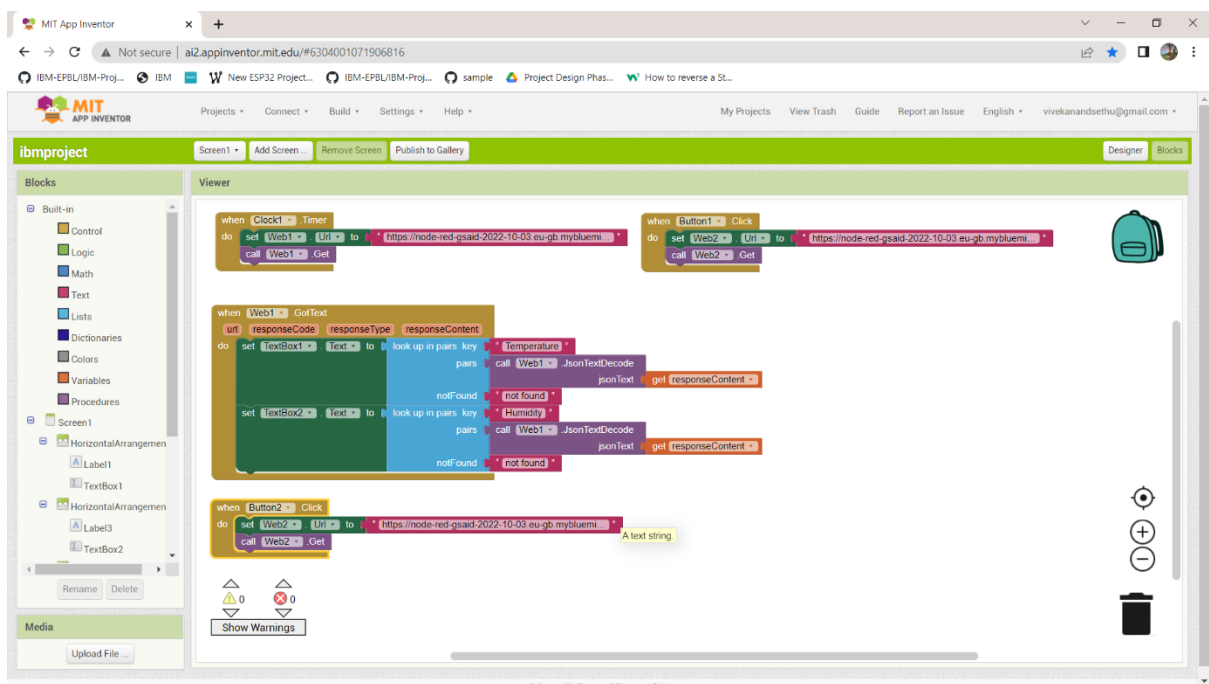 MIT App Inventor
Not secure | ai2.appinventor.mit.edu/#6304001071906816
IBM-EPBL/IBM-Proj... IBM New ESP32 Project... IBM-EPBL/IBM-Proj... sample Project Design Phas... How to reverse a St...
MIT APP INVENTOR
Projects Connect Build Settings Help My Projects View Trash Guide Report an Issue English vivekanandsethu@gmail.com
ibmproject Screen1 Add Screen ... Remove Screen Publish to Gallery Designer Blocks
Blocks
Built-in
Control
Logic
Math
Text
Lists
Dictionaries
Colors
Variables
Procedures
Screen1
HorizontalArrangemen
Label1
TextBox1
HorizontalArrangemen
Label3
TextBox2
Rename Delete
Media
Upload File ...
Viewer
when Clock1 .Timer
do set Web1 . Url to " https://node-red-gsaid-2022-10-03.eu-gb.mybluemi... "
call Web1 .Get
when Button1 .Click
do set Web2 . Url to " https://node-red-gsaid-2022-10-03.eu-gb.mybluemi... "
call Web2 .Get
when Web1 .GotText
url responseCode responseType responseContent
do set TextBox1 . Text to look up in pairs key " Temperature "
pairs call Web1 .JsonTextDecode
jsonText get responseContent
notFound " not found "
set TextBox2 . Text to look up in pairs key " Humidity "
pairs call Web1 .JsonTextDecode
jsonText get responseContent
notFound " not found "
when Button2 .Click
do set Web2 . Url to " https://node-red-gsaid-2022-10-03.eu-gb.mybluemi... "
call Web2 .Get
A text string.
0 0
Show Warnings